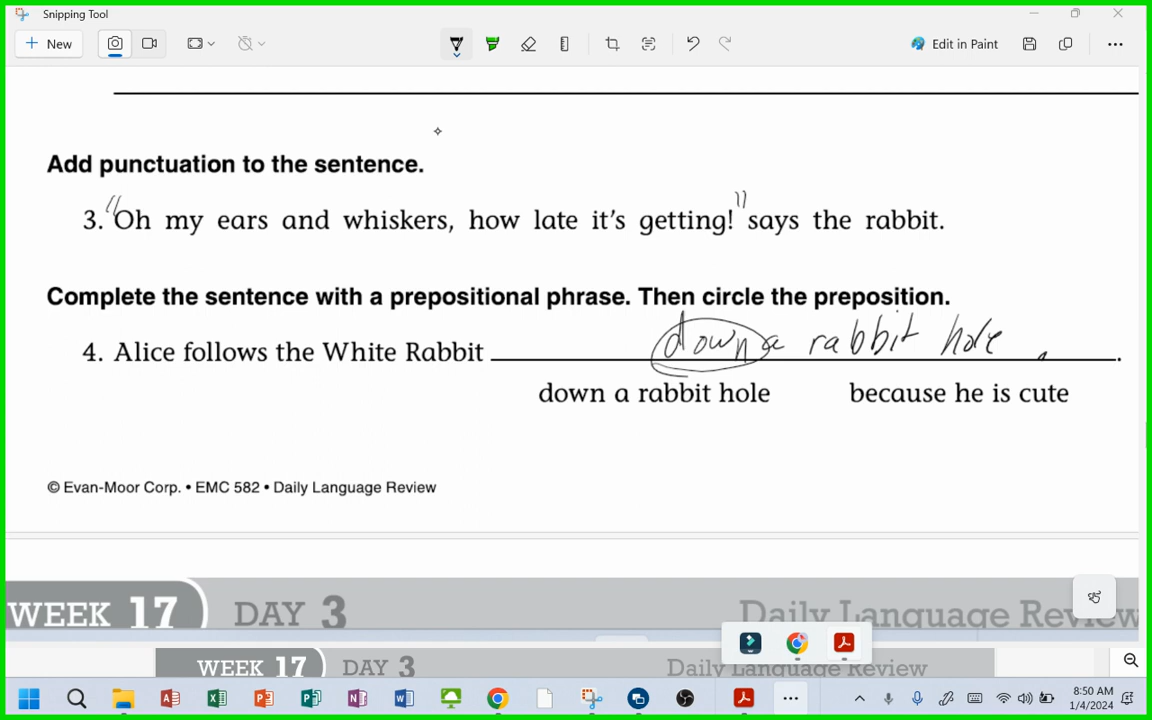 Snipping Tool
New
Edit in Paint
Add punctuation to the sentence.
3. "Oh my ears and whiskers, how late it's getting!" says the rabbit.
Complete the sentence with a prepositional phrase. Then circle the preposition.
down a rabbit hole
4. Alice follows the White Rabbit ______.
down a rabbit hole because he is cute
© Evan-Moor Corp. • EMC 582 • Daily Language Review
WEEK 17 DAY 3 Daily Language Review
WEEK 17 DAY 3 Daily Language Review
8:50 AM
1/4/2024